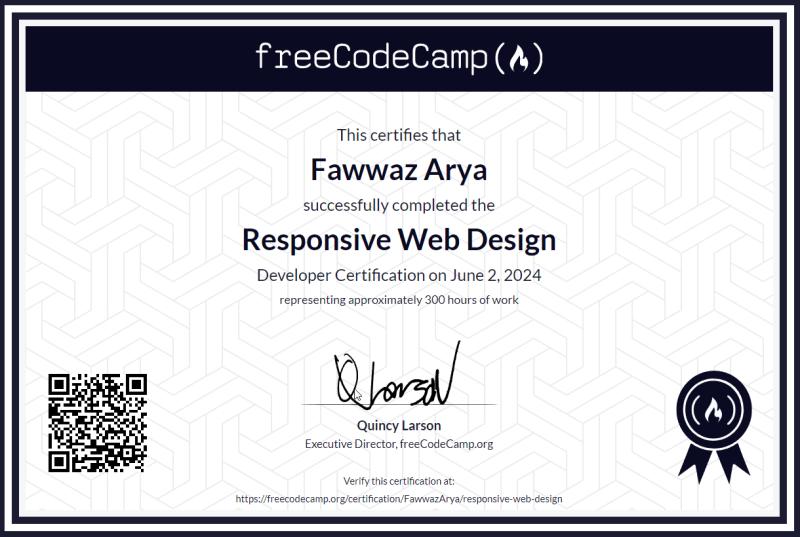 freeCodeCamp
This certifies that
Fawwaz Arya
successfully completed the
Responsive Web Design
Developer Certification on June 2, 2024
representing approximately 300 hours of work
Q Larson
Quincy Larson
Executive Director, freeCodeCamp.org
Verify this certification at:
https://freecodecamp.org/certification/FawwazArya/responsive-web-design